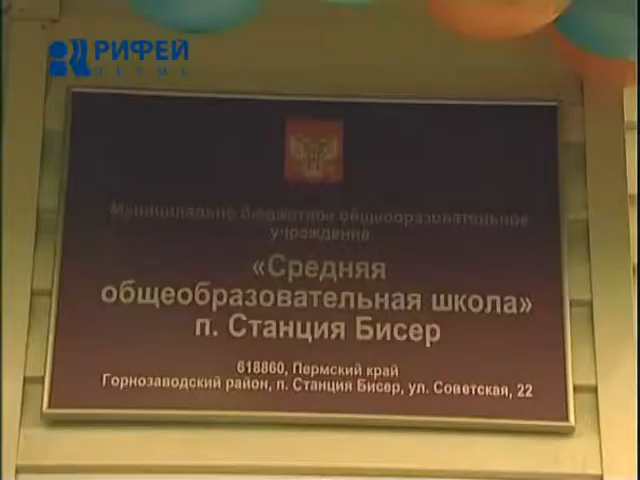 РИФЕЙ
ПЕРМЬ
Муниципально бюджетное общеобразовательное
учреждение
«Средняя
общеобразовательная школа»
п. Станция Бисер
618860, Пермский край
Горнозаводский район, п. Станция Бисер, ул. Советская, 22